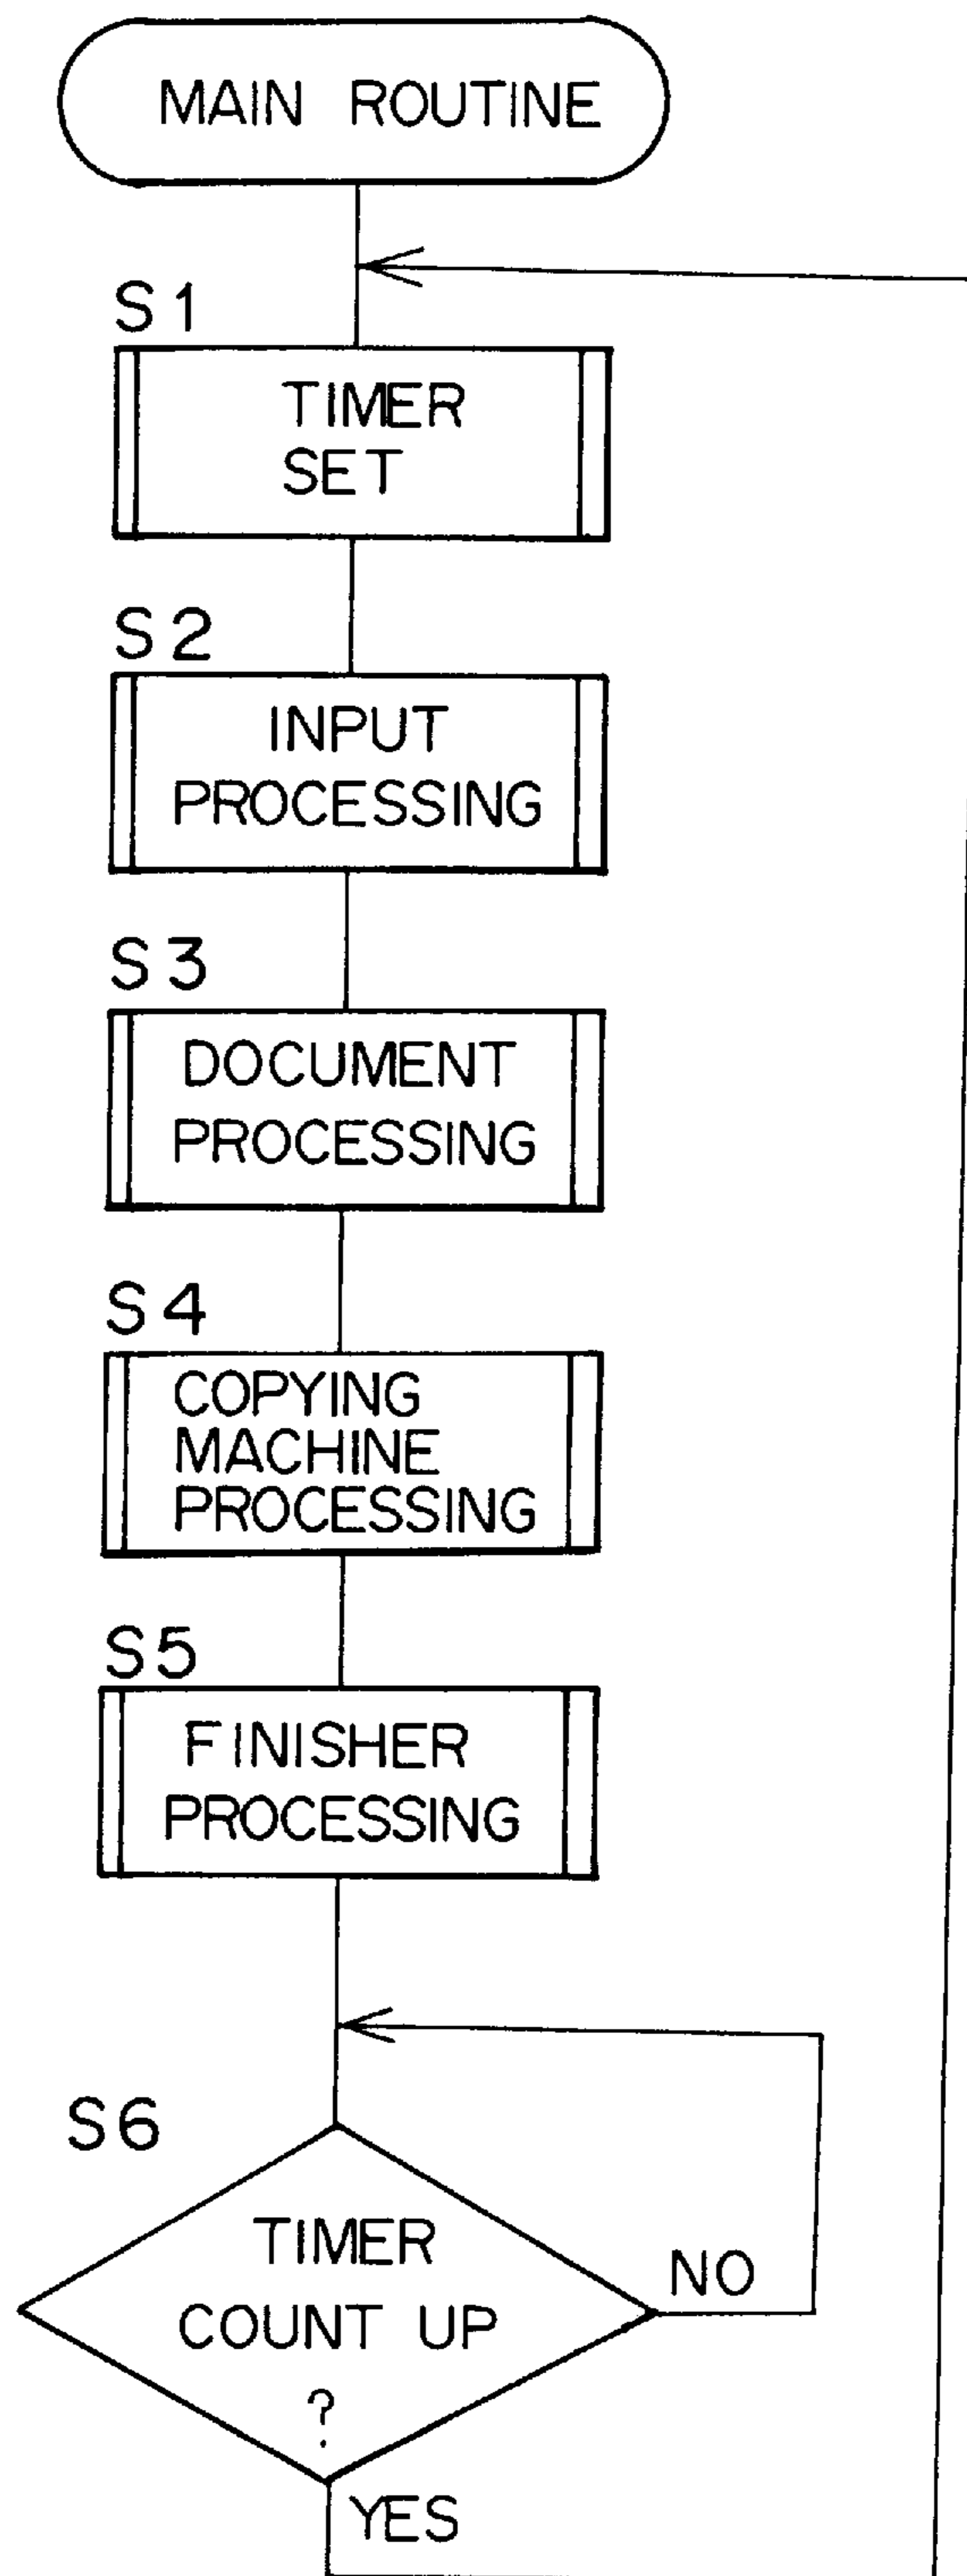 MAIN ROUTINE
S1
TIMER
SET
S2
INPUT
PROCESSING
S3
DOCUMENT
PROCESSING
S4
COPYING
MACHINE
PROCESSING
S5
FINISHER
PROCESSING
S6
TIMER
COUNT UP
?
NO
YES